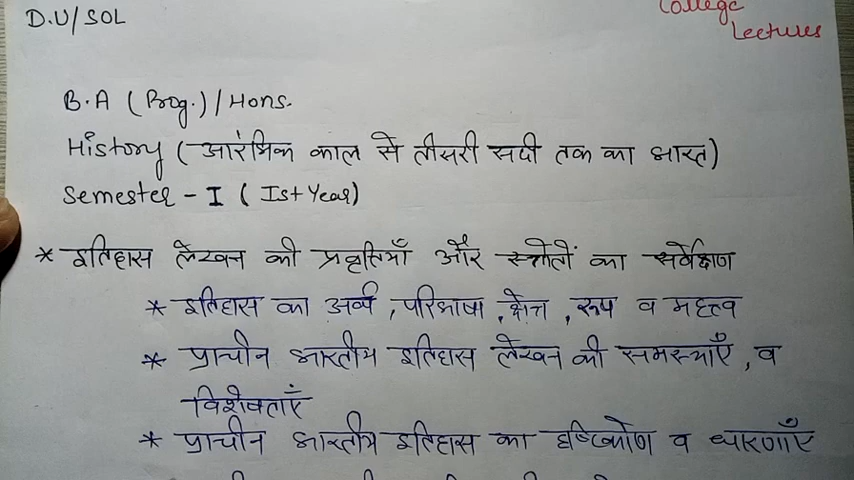 D.U/SOL
College
Lectures
B.A (Prog.)/Hons.
History (आरंभिक काल से तीसरी सदी तक का भारत)
Semester - I (Ist Year)
* इतिहास लेखन की प्रवृत्तियाँ और स्त्रोतों का सर्वेक्षण
* इतिहास का अर्थ, परिभाषा, क्षेत्र, रूप व महत्त्व
* प्राचीन भारतीय इतिहास लेखन की समस्याएँ, व
विशेषताएँ
* प्राचीन भारतीय इतिहास का दृष्टिकोण व धारणाएँ